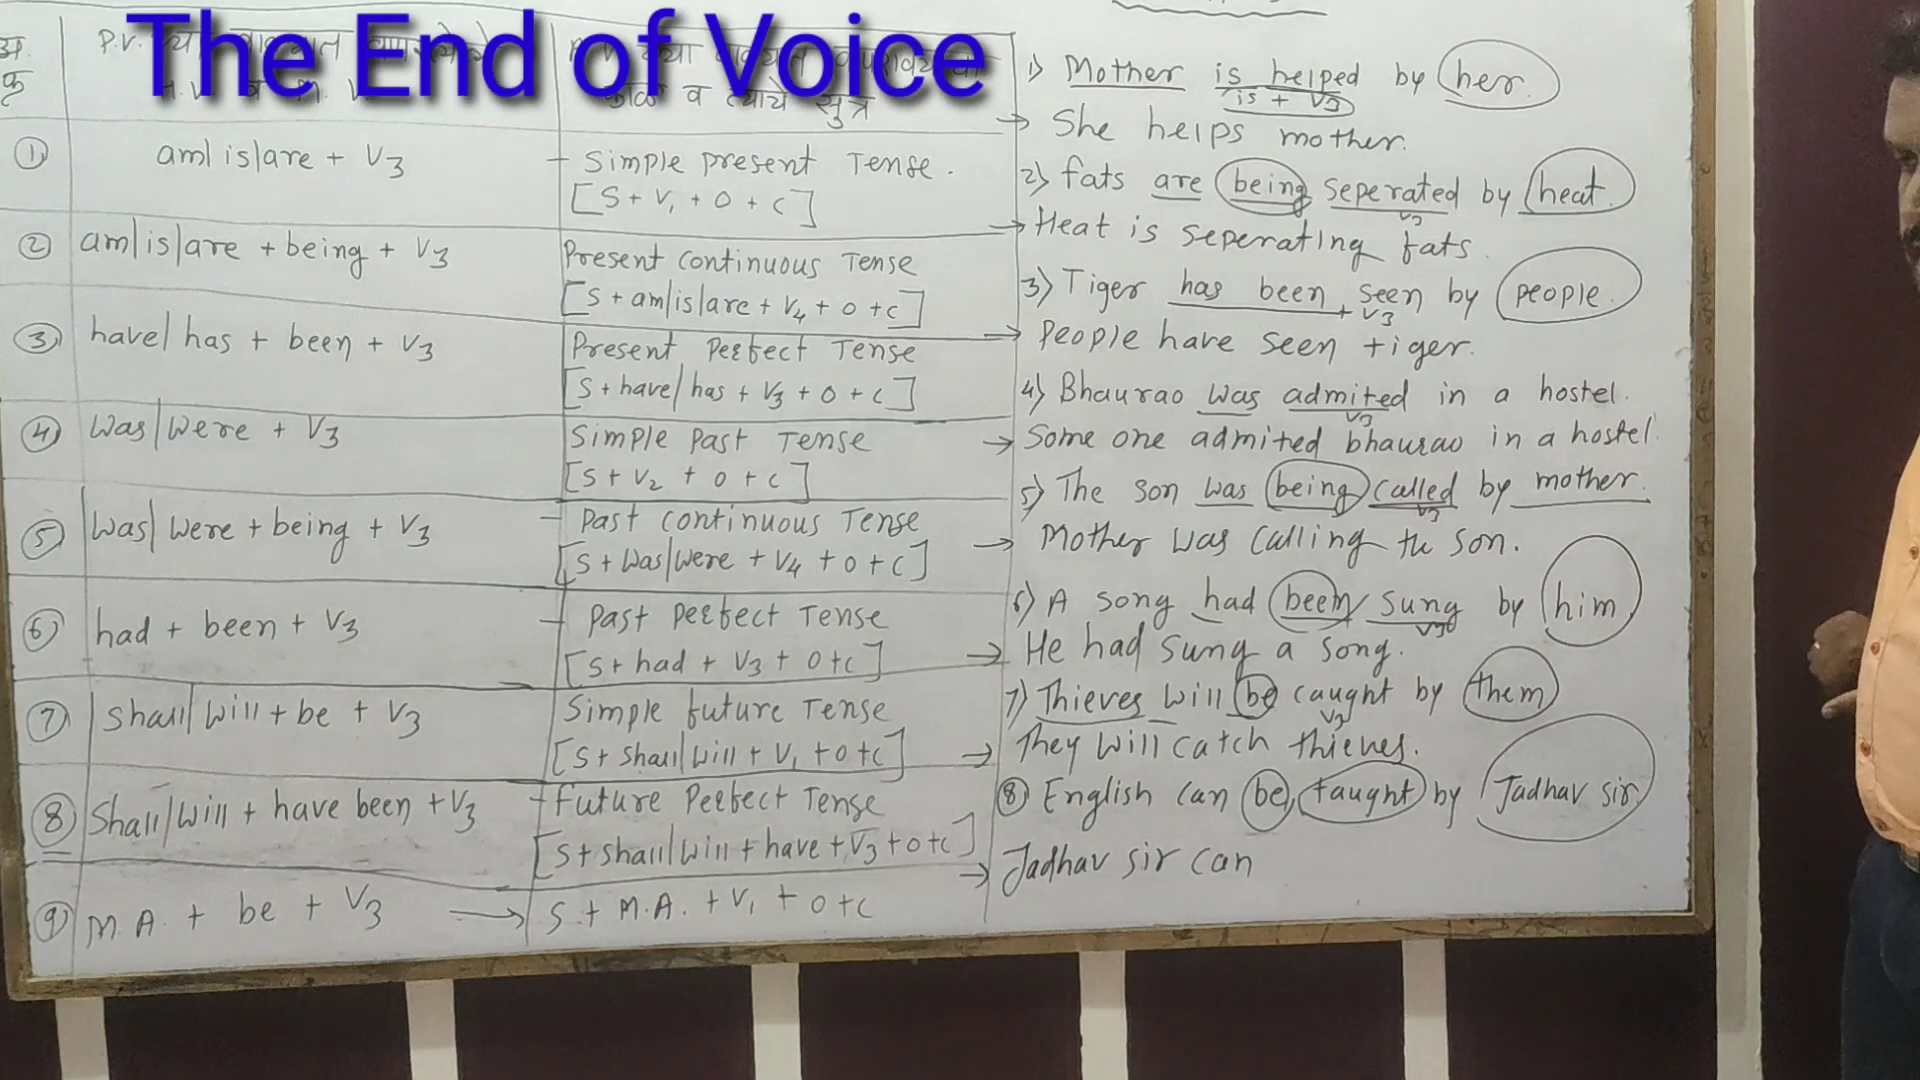 The End of Voice
अ.
क्र
P.V.
काळ व त्याचे सुत्र
① am/is/are + V3 - Simple present Tense.
[S + V1 + O + C]
② am/is/are + being + V3 Present continuous Tense
[S + am/is/are + V4 + O + C]
③ have/has + been + V3 Present Perfect Tense
[S + have/has + V3 + O + C]
④ Was/Were + V3 Simple Past Tense
[S + V2 + O + C]
⑤ Was/Were + being + V3 - Past continuous Tense
[S + Was/Were + V4 + O + C]
⑥ had + been + V3 - Past Perfect Tense
[S + had + V3 + O + C]
⑦ Shall/will + be + V3 Simple future Tense
[S + Shall/will + V1 + O + C]
⑧ Shall/will + have been + V3 - Future Perfect Tense
[S + shall/will + have + V3 + O + C]
⑨ M.A. + be + V3 → S + M.A. + V1 + O + C
1) Mother is helped by her.
is + V3
→ She helps mother.
2) Fats are being seperated by heat.
V3
→ Heat is seperating fats.
3) Tiger has been seen by people.
+ V3
→ People have seen tiger.
4) Bhaurao was admited in a hostel.
V3
→ Some one admited bhaurao in a hostel.
5) The son was being called by mother.
V3
→ Mother was calling the son.
6) A song had been sung by him.
V3
→ He had sung a song.
7) Thieves will be caught by them
V3
→ They will catch thieves.
⑧ English can be taught by Jadhav sir.
→ Jadhav sir can